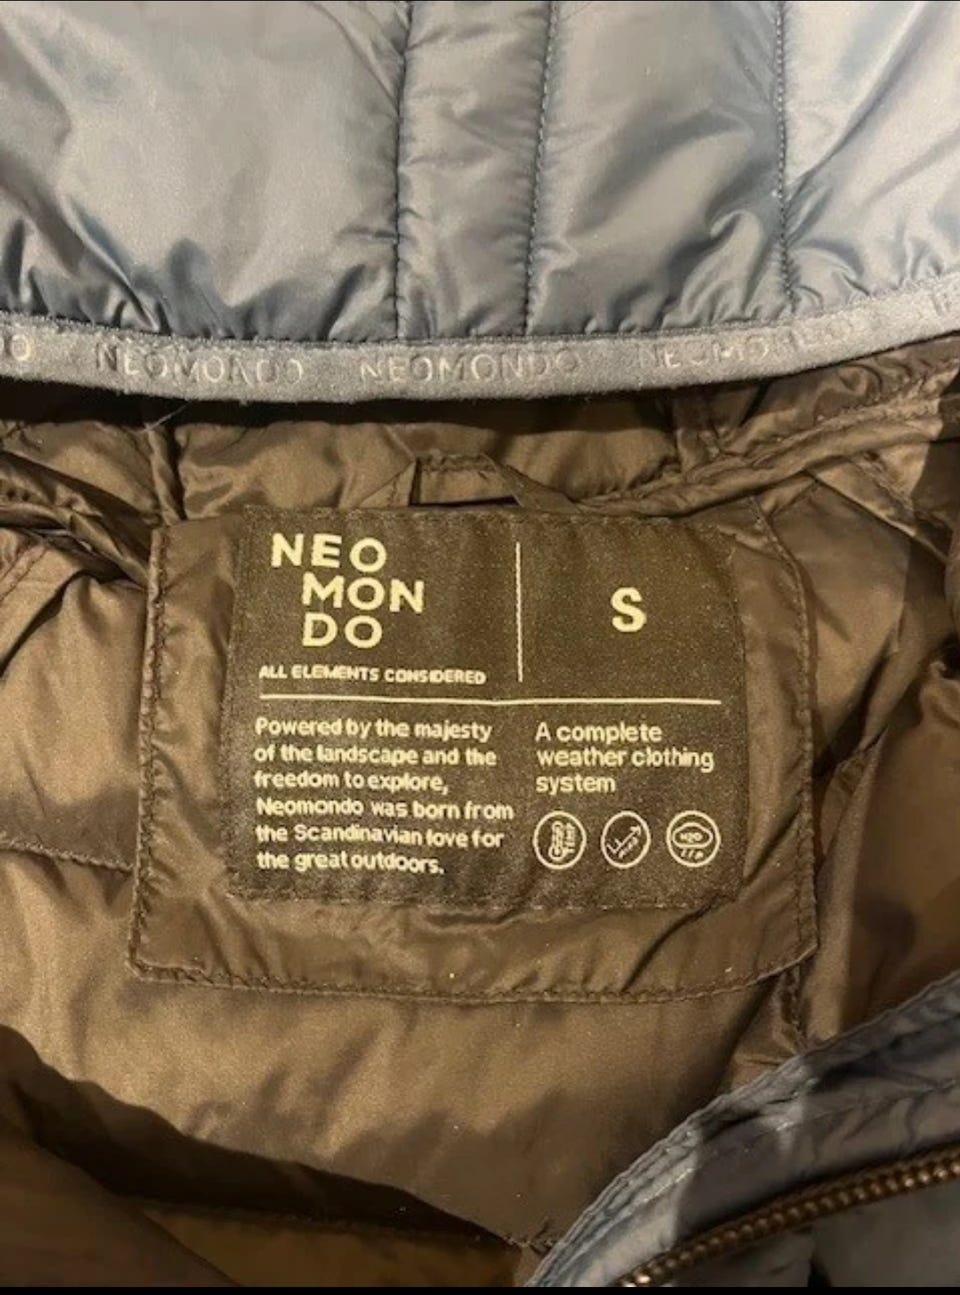 NEOMONDO NEOMONDO
NEO
MON
DO
ALL ELEMENTS CONSIDERED
S
Powered by the majesty
of the landscape and the
freedom to explore,
Neomondo was born from
the Scandinavian love for
the great outdoors.
A complete
weather clothing
system
H2O